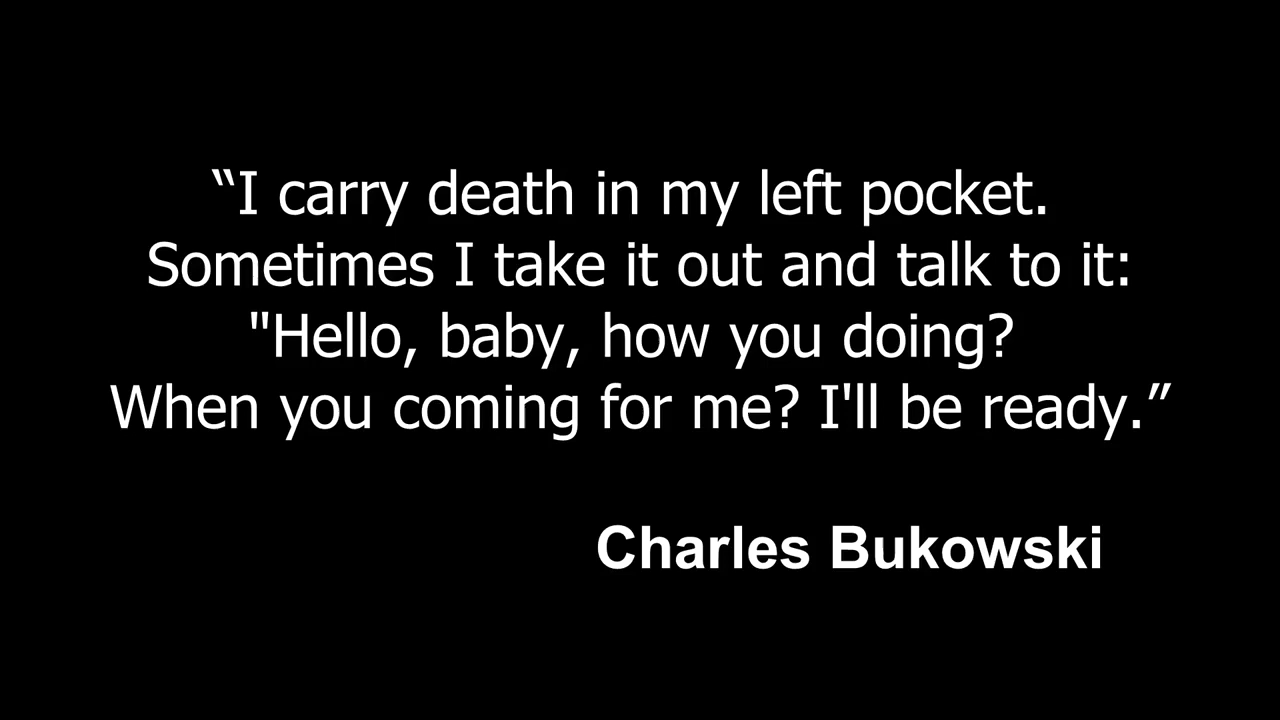 “I carry death in my left pocket.
Sometimes I take it out and talk to it:
"Hello, baby, how you doing?
When you coming for me? I'll be ready.”
Charles Bukowski